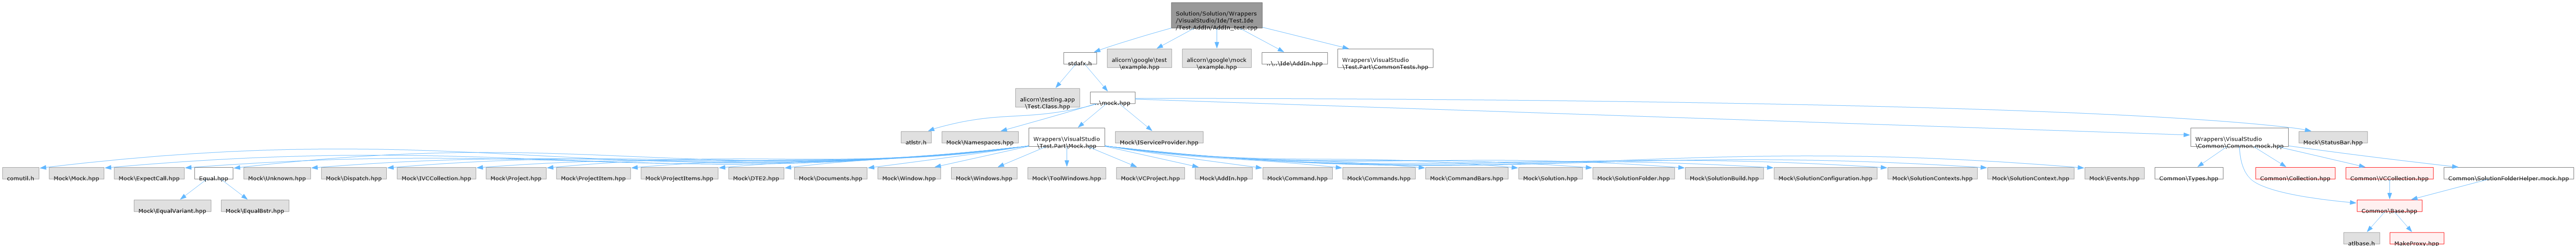 Solution/Solution/Wrappers
/VisualStudio/Ide/Test.Ide
/Test.AddIn/AddIn_test.cpp
stdafx.h
alicorn\google\test
\example.hpp
alicorn\google\mock
\example.hpp
..\..\Ide\AddIn.hpp
Wrappers\VisualStudio
\Test.Part\CommonTests.hpp
alicorn\testing.app
\Test.Class.hpp
..\mock.hpp
atlstr.h
Mock\Namespaces.hpp
Wrappers\VisualStudio
\Test.Part\Mock.hpp
Mock\IServiceProvider.hpp
Wrappers\VisualStudio
\Common\Common.mock.hpp
Mock\StatusBar.hpp
comutil.h
Mock\Mock.hpp
Mock\ExpectCall.hpp
Equal.hpp
Mock\Unknown.hpp
Mock\Dispatch.hpp
Mock\IVCCollection.hpp
Mock\Project.hpp
Mock\ProjectItem.hpp
Mock\ProjectItems.hpp
Mock\DTE2.hpp
Mock\Documents.hpp
Mock\Window.hpp
Mock\Windows.hpp
Mock\ToolWindows.hpp
Mock\VCProject.hpp
Mock\AddIn.hpp
Mock\Command.hpp
Mock\Commands.hpp
Mock\CommandBars.hpp
Mock\Solution.hpp
Mock\SolutionFolder.hpp
Mock\SolutionBuild.hpp
Mock\SolutionConfiguration.hpp
Mock\SolutionContexts.hpp
Mock\SolutionContext.hpp
Mock\Events.hpp
Common\Types.hpp
Common\Collection.hpp
Common\VCCollection.hpp
Common\SolutionFolderHelper.mock.hpp
Mock\EqualVariant.hpp
Mock\EqualBstr.hpp
Common\Base.hpp
atlbase.h
MakeProxy.hpp